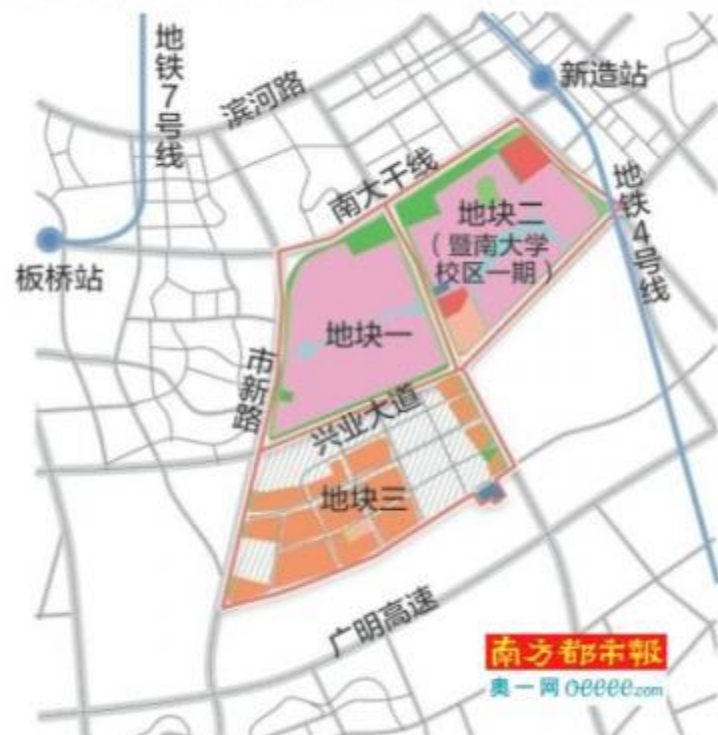 地铁7号线
滨河路
新造站
南大干线
地铁4号线
地块二
(暨南大学
校区一期)
板桥站
地块一
市新路
兴业大道
地块三
广明高速
南方都市報
奥一网 oeeee.com